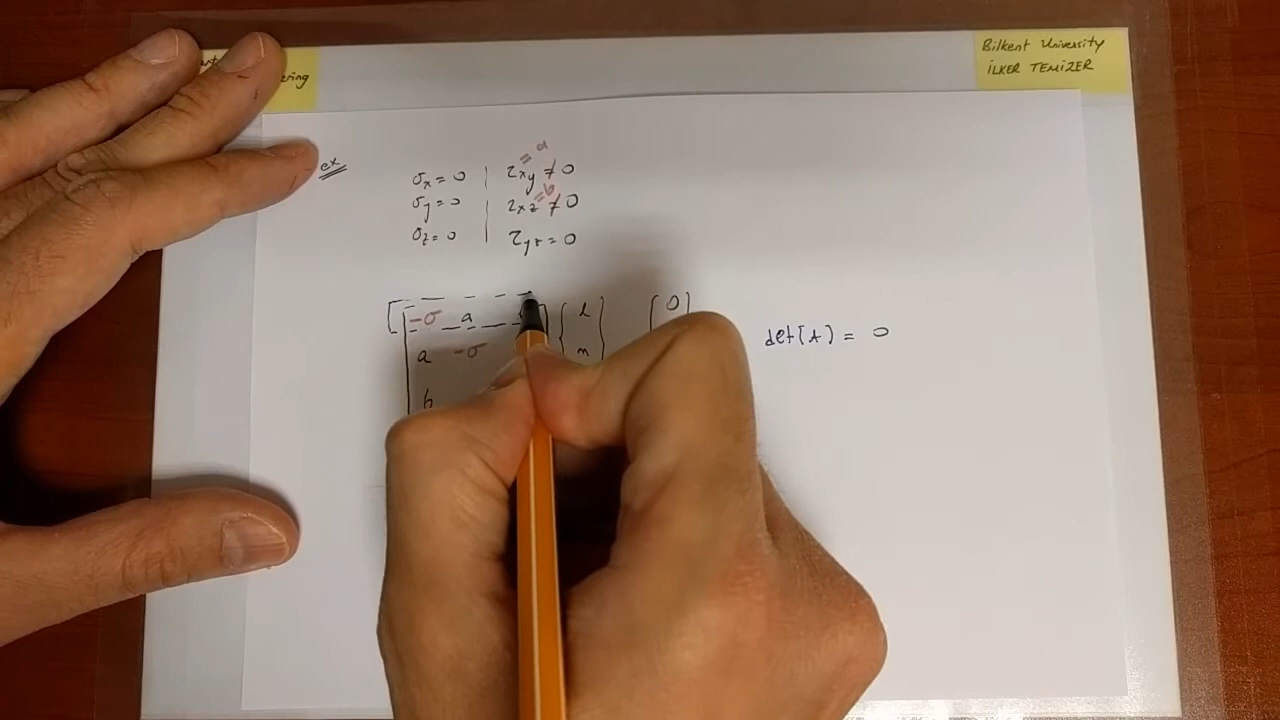 Bilkent University
İLKER TEMİZER
ering
ex
σx = 0 | τxy ≠ 0
= a
σy = 0 | τxz ≠ 0
= b
σz = 0 | τyz = 0
-σ a l 0
a -σ m
b
det[A] = 0